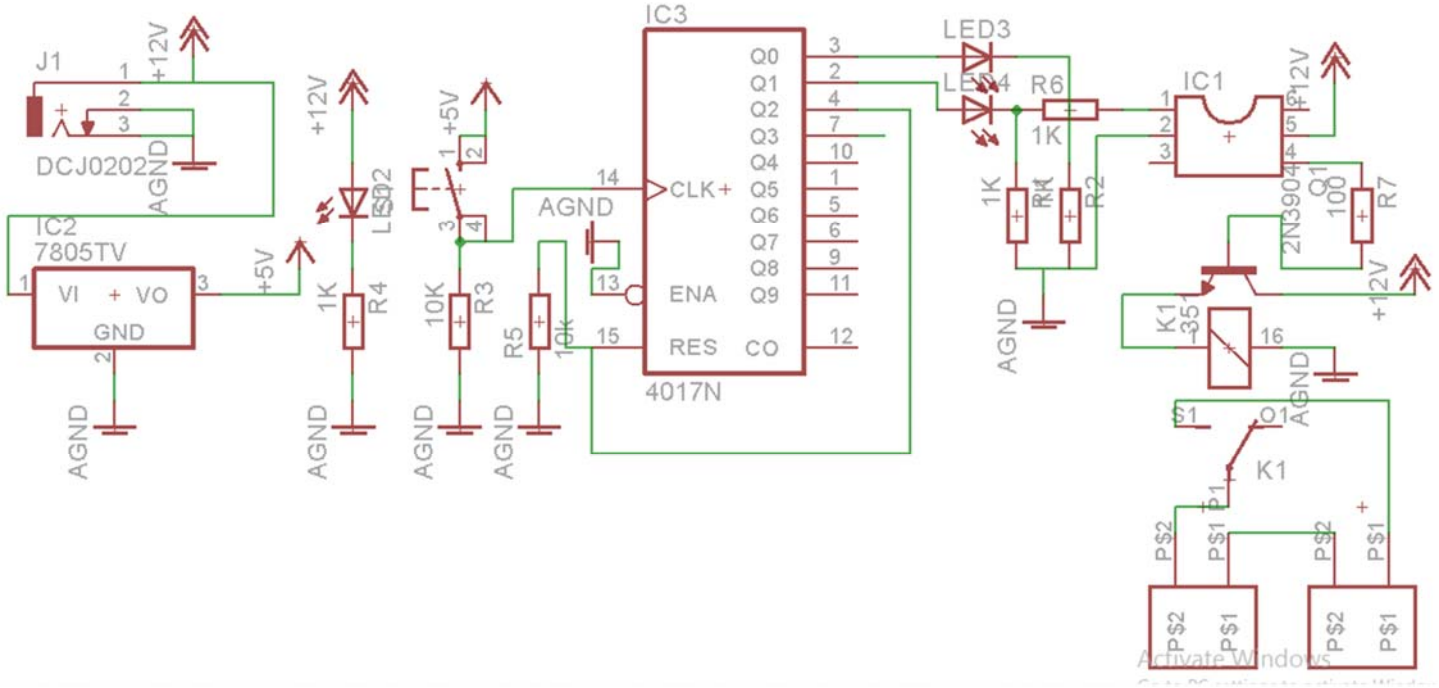 J1
+12V
1
2
3
DCJ0202
AGND
IC2
7805TV
1
VI
VO
3
GND
2
+5V
AGND
+12V
LED2
1K
R4
AGND
+5V
1
2
3
4
10K
R3
AGND
R5
10k
AGND
AGND
IC3
14
CLK
13
ENA
15
RES
4017N
Q0
3
Q1
2
Q2
4
Q3
7
Q4
10
Q5
1
Q6
5
Q7
6
Q8
9
Q9
11
CO
12
LED3
LED4
R6
1K
1K
R1
1K
R2
AGND
IC1
1
2
3
6
5
4
+12V
Q1
2N3904
100
R7
+12V
K1
351
1
16
AGND
S1
O1
K1
P1
P$2
P$1
P$2
P$1
P$2
P$1
P$2
P$1
Activate Windows